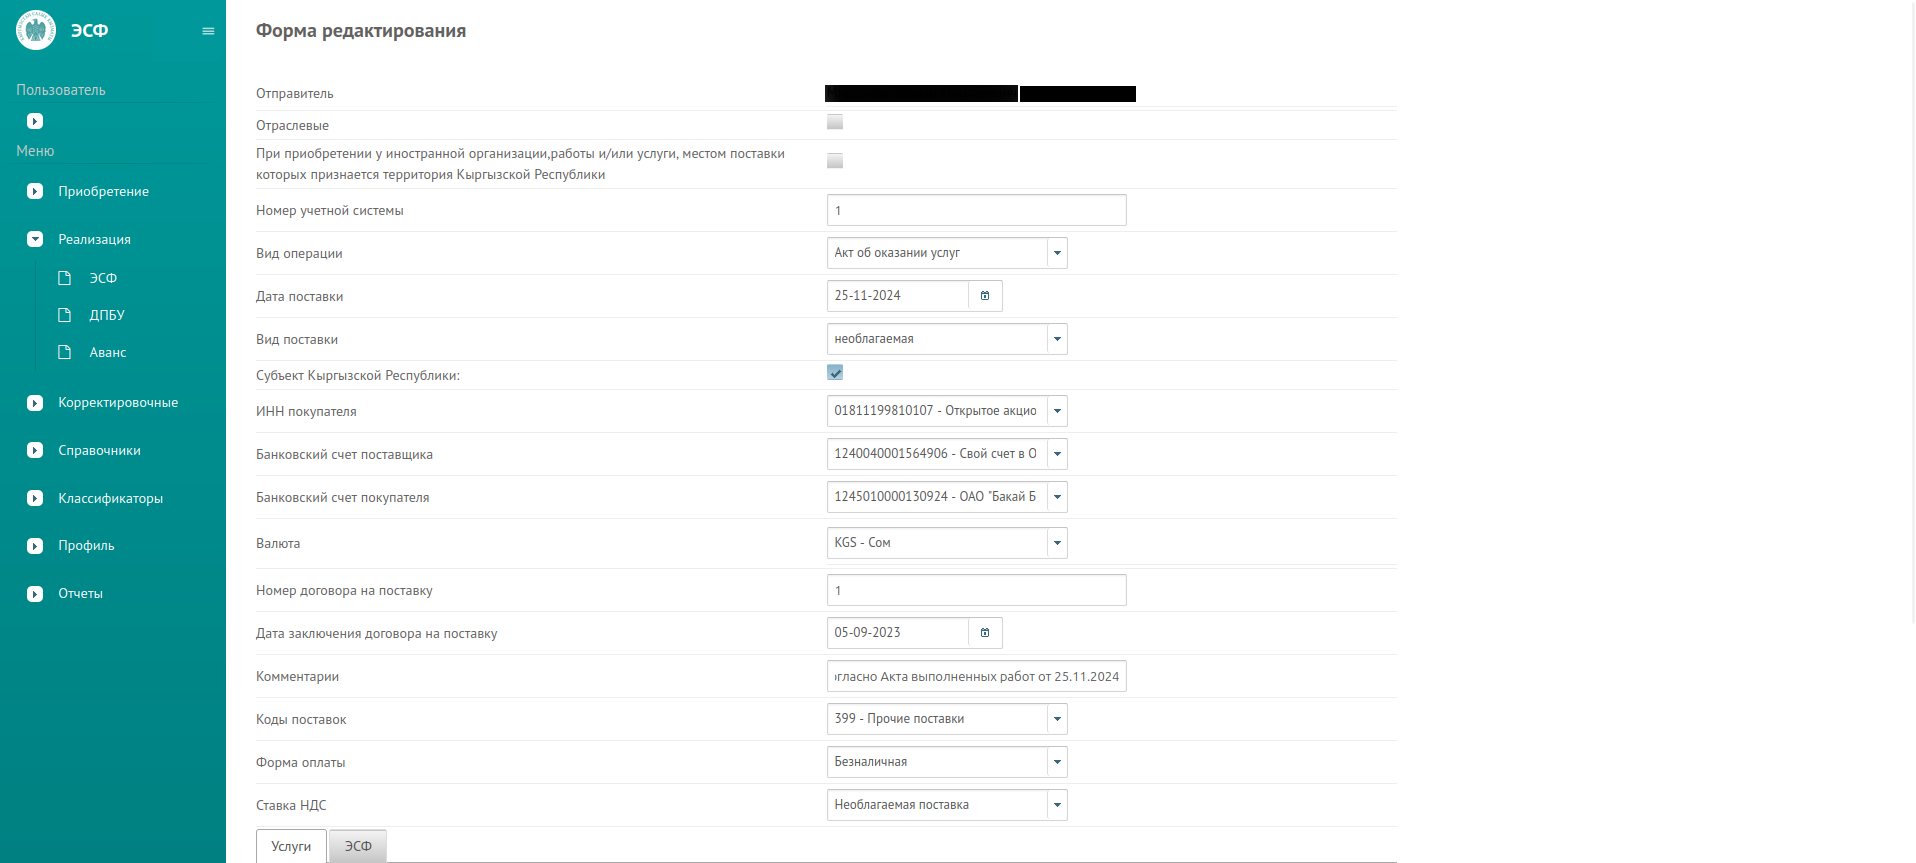 ЭСФ
Пользователь
Меню
Приобретение
Реализация
ЭСФ
ДПБУ
Аванс
Корректировочные
Справочники
Классификаторы
Профиль
Отчеты
Форма редактирования
Отправитель
Отраслевые
При приобретении у иностранной организации,работы и/или услуги, местом поставки
которых признается территория Кыргызской Республики
Номер учетной системы 1
Вид операции Акт об оказании услуг
Дата поставки 25-11-2024
Вид поставки необлагаемая
Субъект Кыргызской Республики:
ИНН покупателя 01811199810107 - Открытое акцио
Банковский счет поставщика 1240040001564906 - Свой счет в О
Банковский счет покупателя 1245010000130924 - ОАО "Бакай Б
Валюта KGS - Сом
Номер договора на поставку 1
Дата заключения договора на поставку 05-09-2023
Комментарии огласно Акта выполненных работ от 25.11.2024
Коды поставок 399 - Прочие поставки
Форма оплаты Безналичная
Ставка НДС Необлагаемая поставка
Услуги ЭСФ